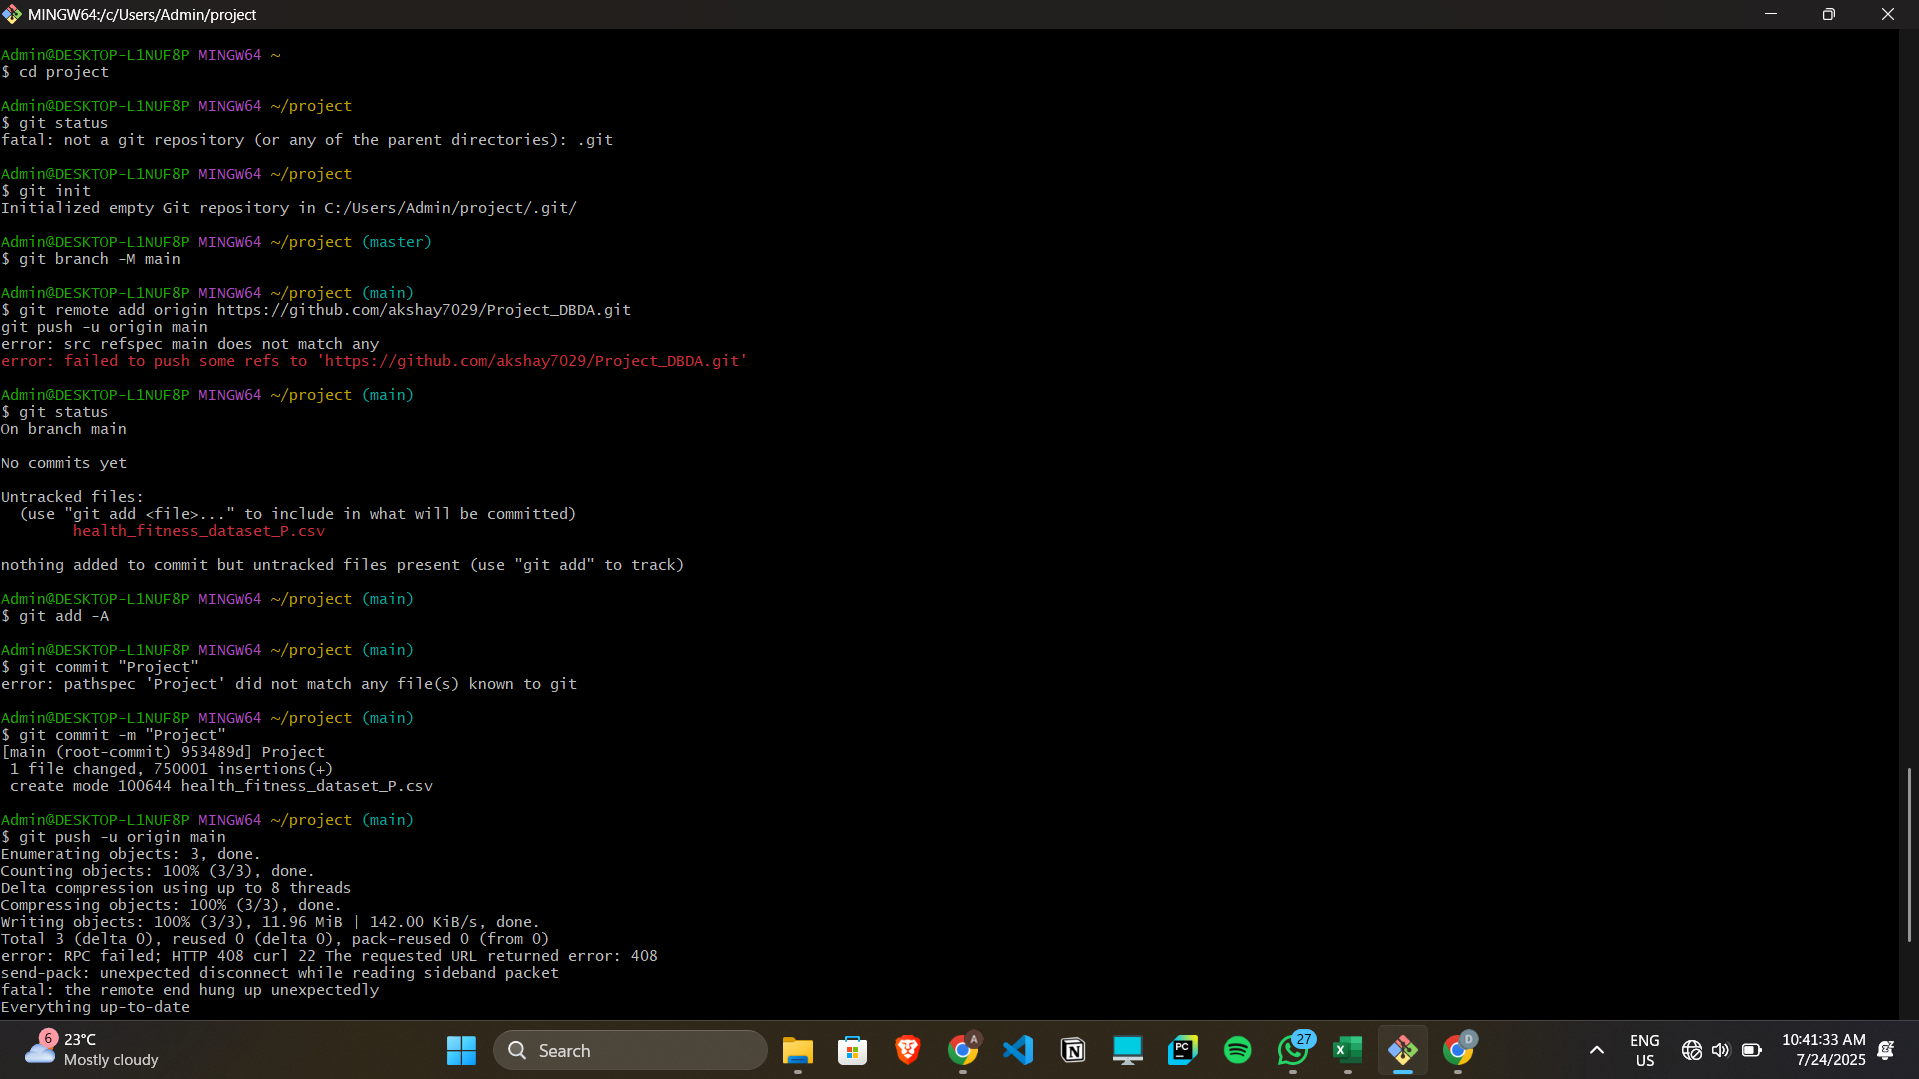 MINGW64:/c/Users/Admin/project
Admin@DESKTOP-L1NUF8P MINGW64 ~
$ cd project
Admin@DESKTOP-L1NUF8P MINGW64 ~/project
$ git status
fatal: not a git repository (or any of the parent directories): .git
Admin@DESKTOP-L1NUF8P MINGW64 ~/project
$ git init
Initialized empty Git repository in C:/Users/Admin/project/.git/
Admin@DESKTOP-L1NUF8P MINGW64 ~/project (master)
$ git branch -M main
Admin@DESKTOP-L1NUF8P MINGW64 ~/project (main)
$ git remote add origin https://github.com/akshay7029/Project_DBDA.git
git push -u origin main
error: src refspec main does not match any
error: failed to push some refs to 'https://github.com/akshay7029/Project_DBDA.git'
Admin@DESKTOP-L1NUF8P MINGW64 ~/project (main)
$ git status
On branch main
No commits yet
Untracked files:
  (use "git add <file>..." to include in what will be committed)
        health_fitness_dataset_P.csv
nothing added to commit but untracked files present (use "git add" to track)
Admin@DESKTOP-L1NUF8P MINGW64 ~/project (main)
$ git add -A
Admin@DESKTOP-L1NUF8P MINGW64 ~/project (main)
$ git commit "Project"
error: pathspec 'Project' did not match any file(s) known to git
Admin@DESKTOP-L1NUF8P MINGW64 ~/project (main)
$ git commit -m "Project"
[main (root-commit) 953489d] Project
 1 file changed, 750001 insertions(+)
 create mode 100644 health_fitness_dataset_P.csv
Admin@DESKTOP-L1NUF8P MINGW64 ~/project (main)
$ git push -u origin main
Enumerating objects: 3, done.
Counting objects: 100% (3/3), done.
Delta compression using up to 8 threads
Compressing objects: 100% (3/3), done.
Writing objects: 100% (3/3), 11.96 MiB | 142.00 KiB/s, done.
Total 3 (delta 0), reused 0 (delta 0), pack-reused 0 (from 0)
error: RPC failed; HTTP 408 curl 22 The requested URL returned error: 408
send-pack: unexpected disconnect while reading sideband packet
fatal: the remote end hung up unexpectedly
Everything up-to-date
6
23°C
Mostly cloudy
Search
A
PC
27
D
ENG
US
10:41:33 AM
7/24/2025